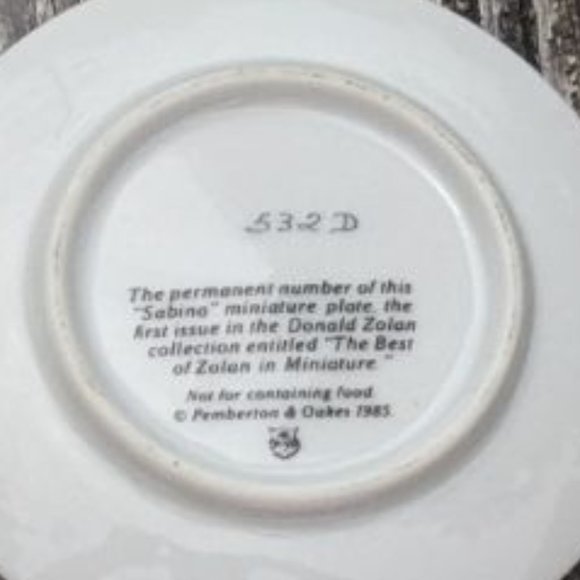 532D
The permanent number of this
"Sabina" miniature plate, the
first issue in the Donald Zolan
collection entitled "The Best
of Zolan in Miniature."
Not for containing food.
© Pemberton & Oakes 1985.